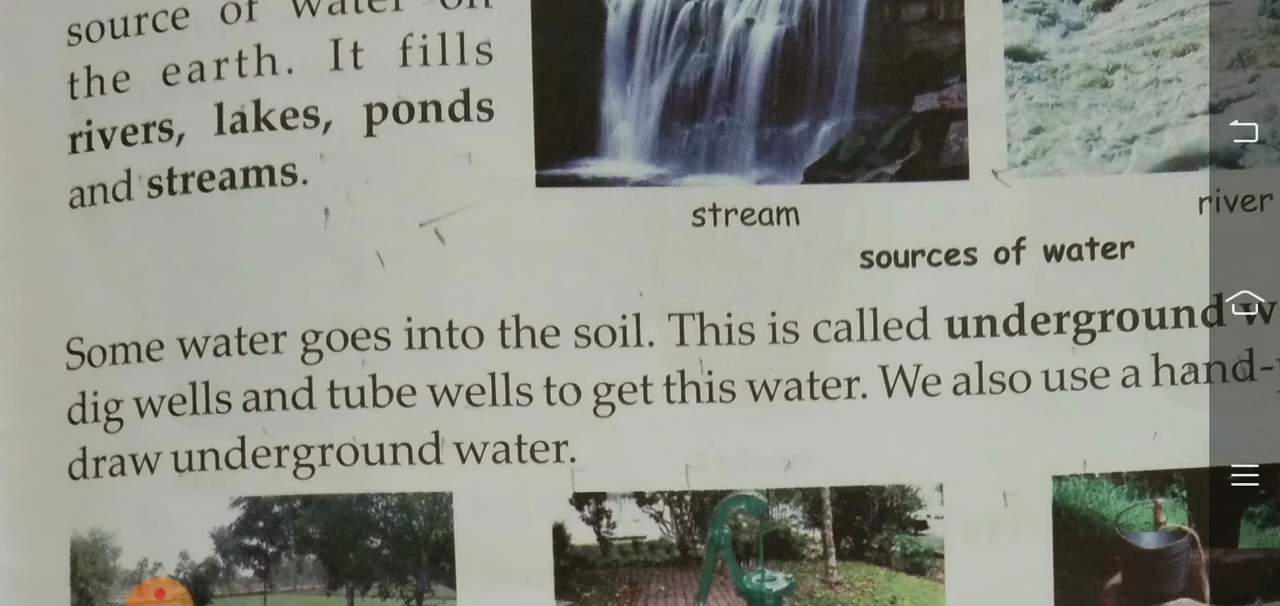 source of water on
the earth. It fills
rivers, lakes, ponds
and streams.
stream
river
sources of water
Some water goes into the soil. This is called underground w
dig wells and tube wells to get this water. We also use a hand-
draw underground water.